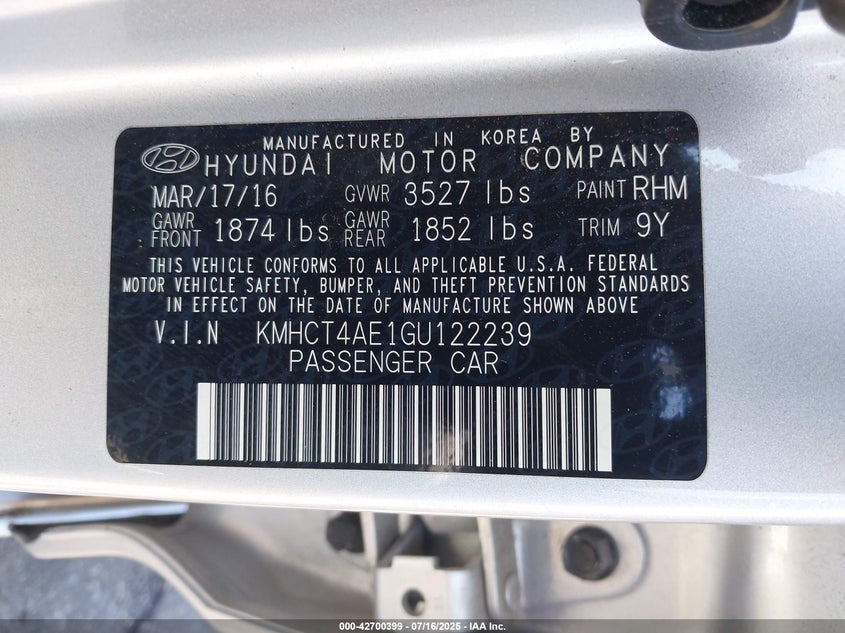 MANUFACTURED IN KOREA BY
HYUNDAI MOTOR COMPANY
MAR/17/16 GVWR 3527 lbs PAINT RHM
GAWR FRONT 1874 lbs GAWR REAR 1852 lbs TRIM 9Y
THIS VEHICLE CONFORMS TO ALL APPLICABLE U.S.A. FEDERAL
MOTOR VEHICLE SAFETY, BUMPER, AND THEFT PREVENTION STANDARDS
IN EFFECT ON THE DATE OF MANUFACTURE SHOWN ABOVE
V.I.N KMHCT4AE1GU122239
PASSENGER CAR
000-42700399 - 07/16/2025 - IAA Inc.